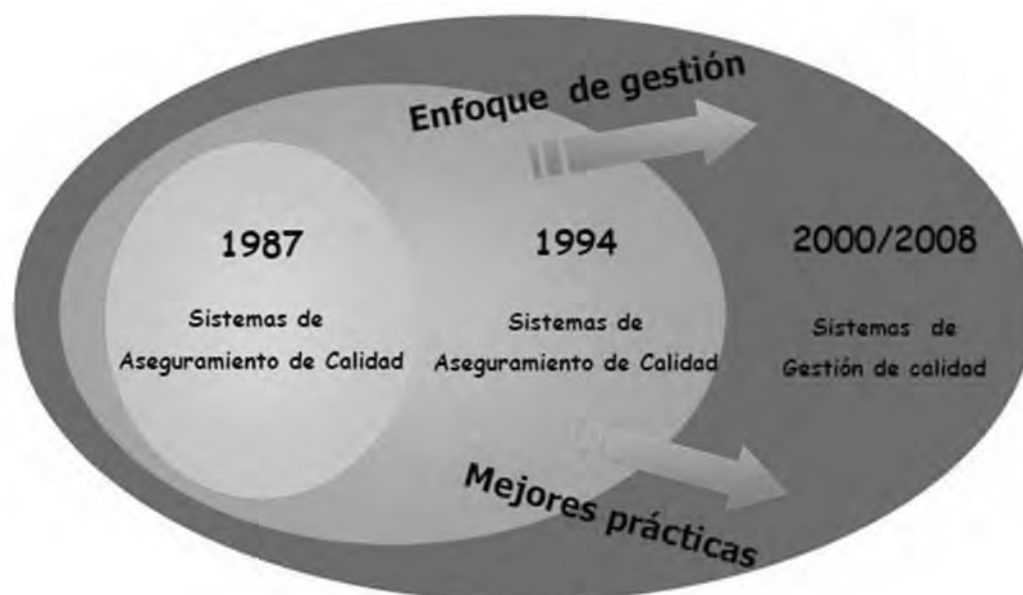 Enfoque de gestión
1987
Sistemas de
Aseguramiento de Calidad
1994
Sistemas de
Aseguramiento de Calidad
2000/2008
Sistemas de
Gestión de calidad
Mejores prácticas